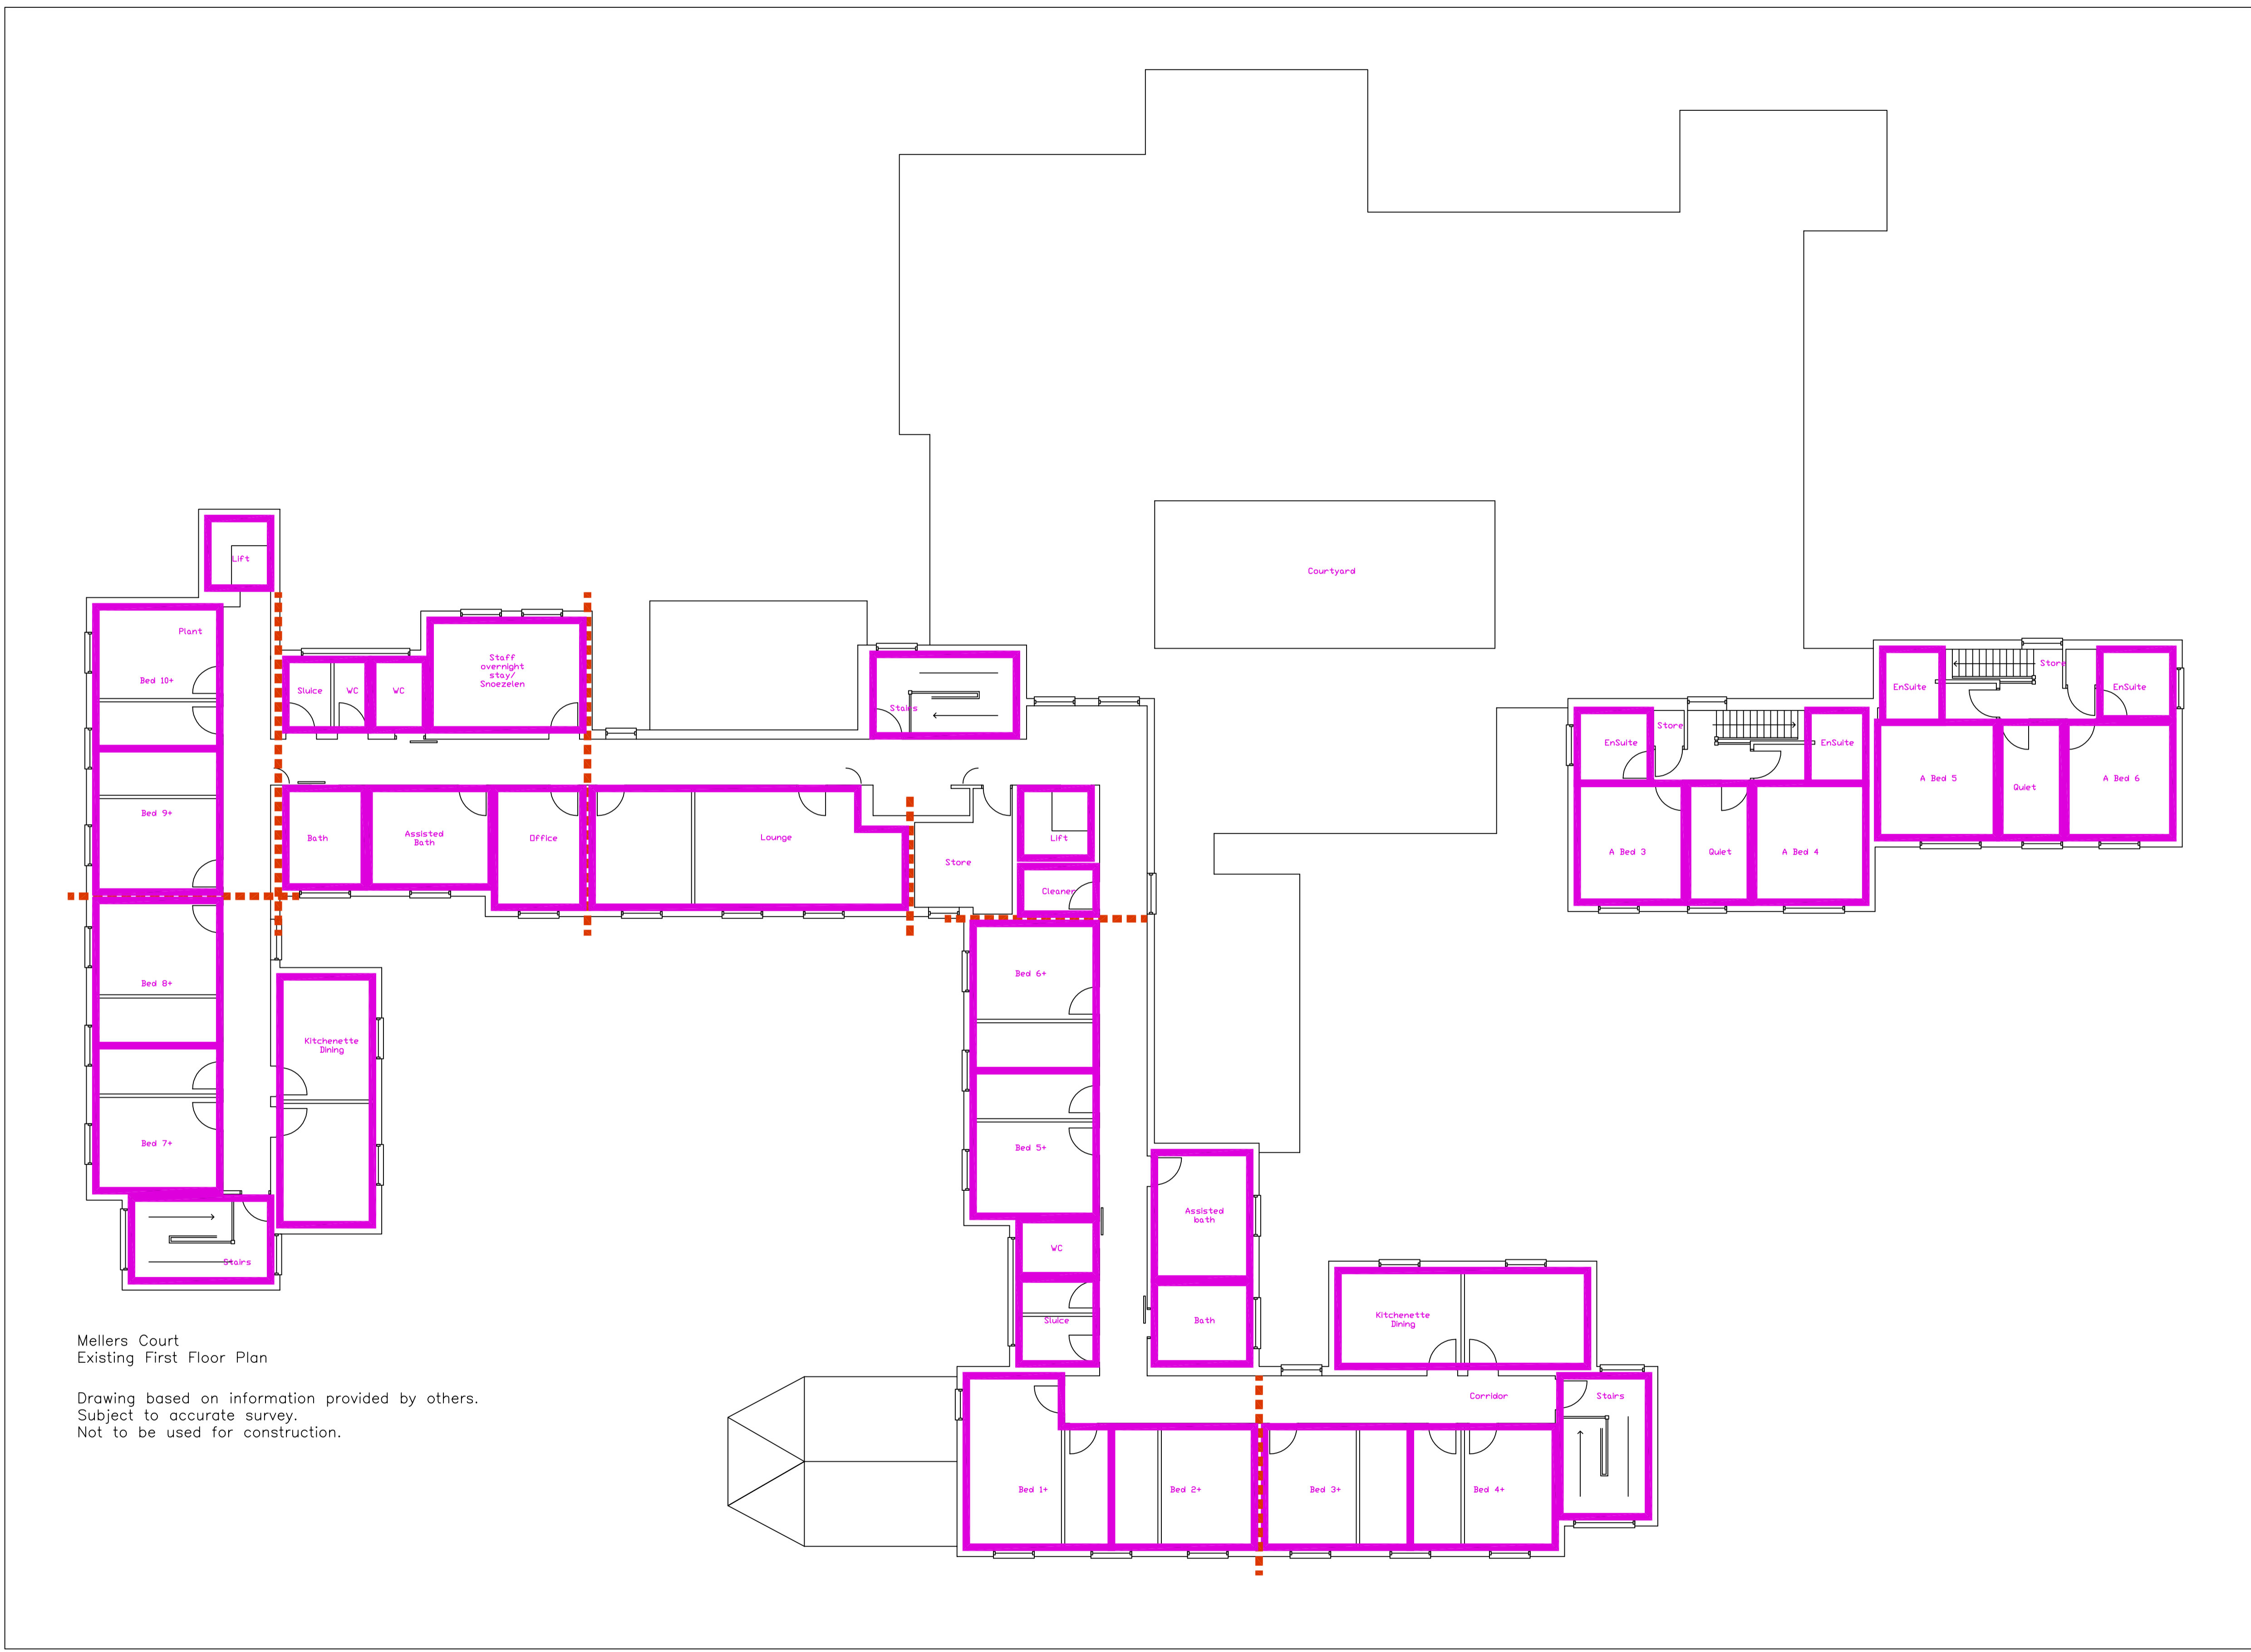 Courtyard
Lift
Plant
Bed 10+
Sluice
WC
WC
Staff
overnight
stay/
Snoezelen
Stairs
EnSuite
Store
EnSuite
EnSuite
Store
EnSuite
A Bed 5
Quiet
A Bed 6
A Bed 3
Quiet
A Bed 4
Bed 9+
Bath
Assisted
Bath
Office
Lounge
Store
Lift
Cleaner
Bed 8+
Kitchenette
Dining
Bed 7+
Stairs
Bed 6+
Bed 5+
WC
Sluice
Assisted
bath
Bath
Kitchenette
Dining
Corridor
Stairs
Bed 1+
Bed 2+
Bed 3+
Bed 4+
Mellers Court
Existing First Floor Plan
Drawing based on information provided by others.
Subject to accurate survey.
Not to be used for construction.